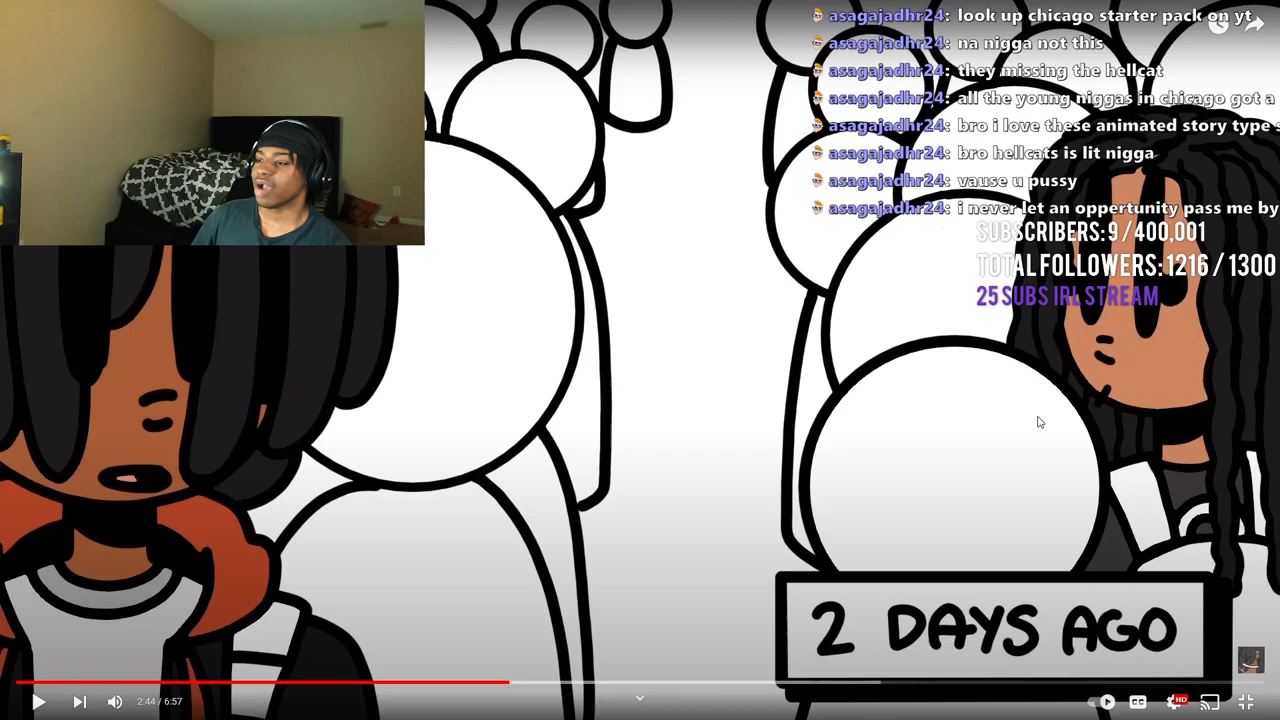 asagajadhr24: look up chicago starter pack on yt
asagajadhr24: na nigga not this
asagajadhr24: they missing the hellcat
asagajadhr24: all the young niggas in chicago got a
asagajadhr24: bro i love these animated story type s
asagajadhr24: bro hellcats is lit nigga
asagajadhr24: vause u pussy
asagajadhr24: i never let an opportunity pass me by
SUBSCRIBERS: 9 / 400,001
TOTAL FOLLOWERS: 1216 / 1300
25 SUBS IRL STREAM
2 DAYS AGO
2:44 / 6:57
CC
HD